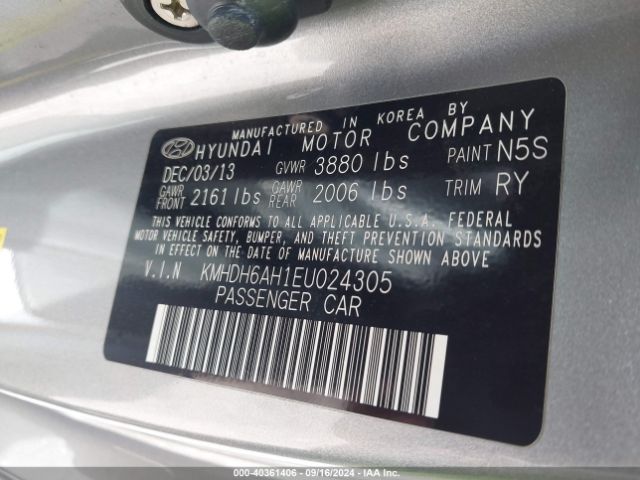 MANUFACTURED IN KOREA BY
HYUNDAI MOTOR COMPANY
DEC/03/13 GVWR 3880 lbs PAINT N5S
GAWR FRONT 2161 lbs GAWR REAR 2006 lbs TRIM RY
THIS VEHICLE CONFORMS TO ALL APPLICABLE U.S.A. FEDERAL
MOTOR VEHICLE SAFETY, BUMPER, AND THEFT PREVENTION STANDARDS
IN EFFECT ON THE DATE OF MANUFACTURE SHOWN ABOVE
V.I.N KMHDH6AH1EU024305
PASSENGER CAR
000-40361406 - 09/16/2024 - IAA Inc.